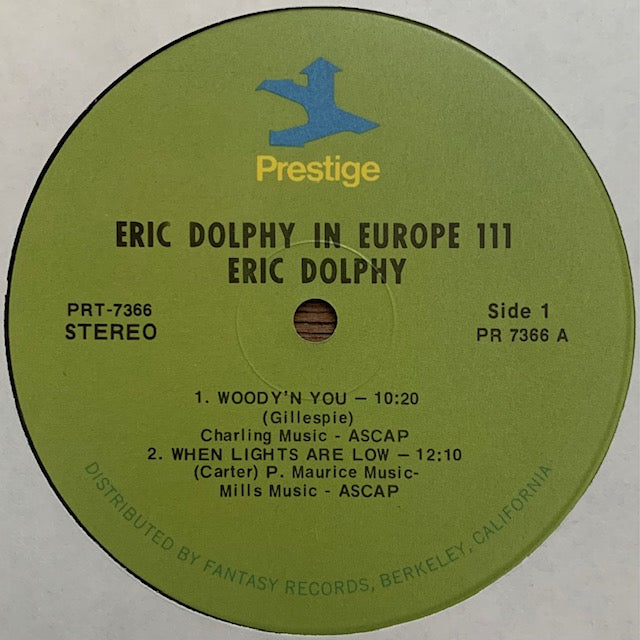 Prestige
ERIC DOLPHY IN EUROPE 111
ERIC DOLPHY
PRT-7366
STEREO
Side 1
PR 7366 A
1. WOODY'N YOU — 10:20
(Gillespie)
Charling Music - ASCAP
2. WHEN LIGHTS ARE LOW — 12:10
(Carter) P. Maurice Music-
Mills Music - ASCAP
DISTRIBUTED BY FANTASY RECORDS, BERKELEY, CALIFORNIA